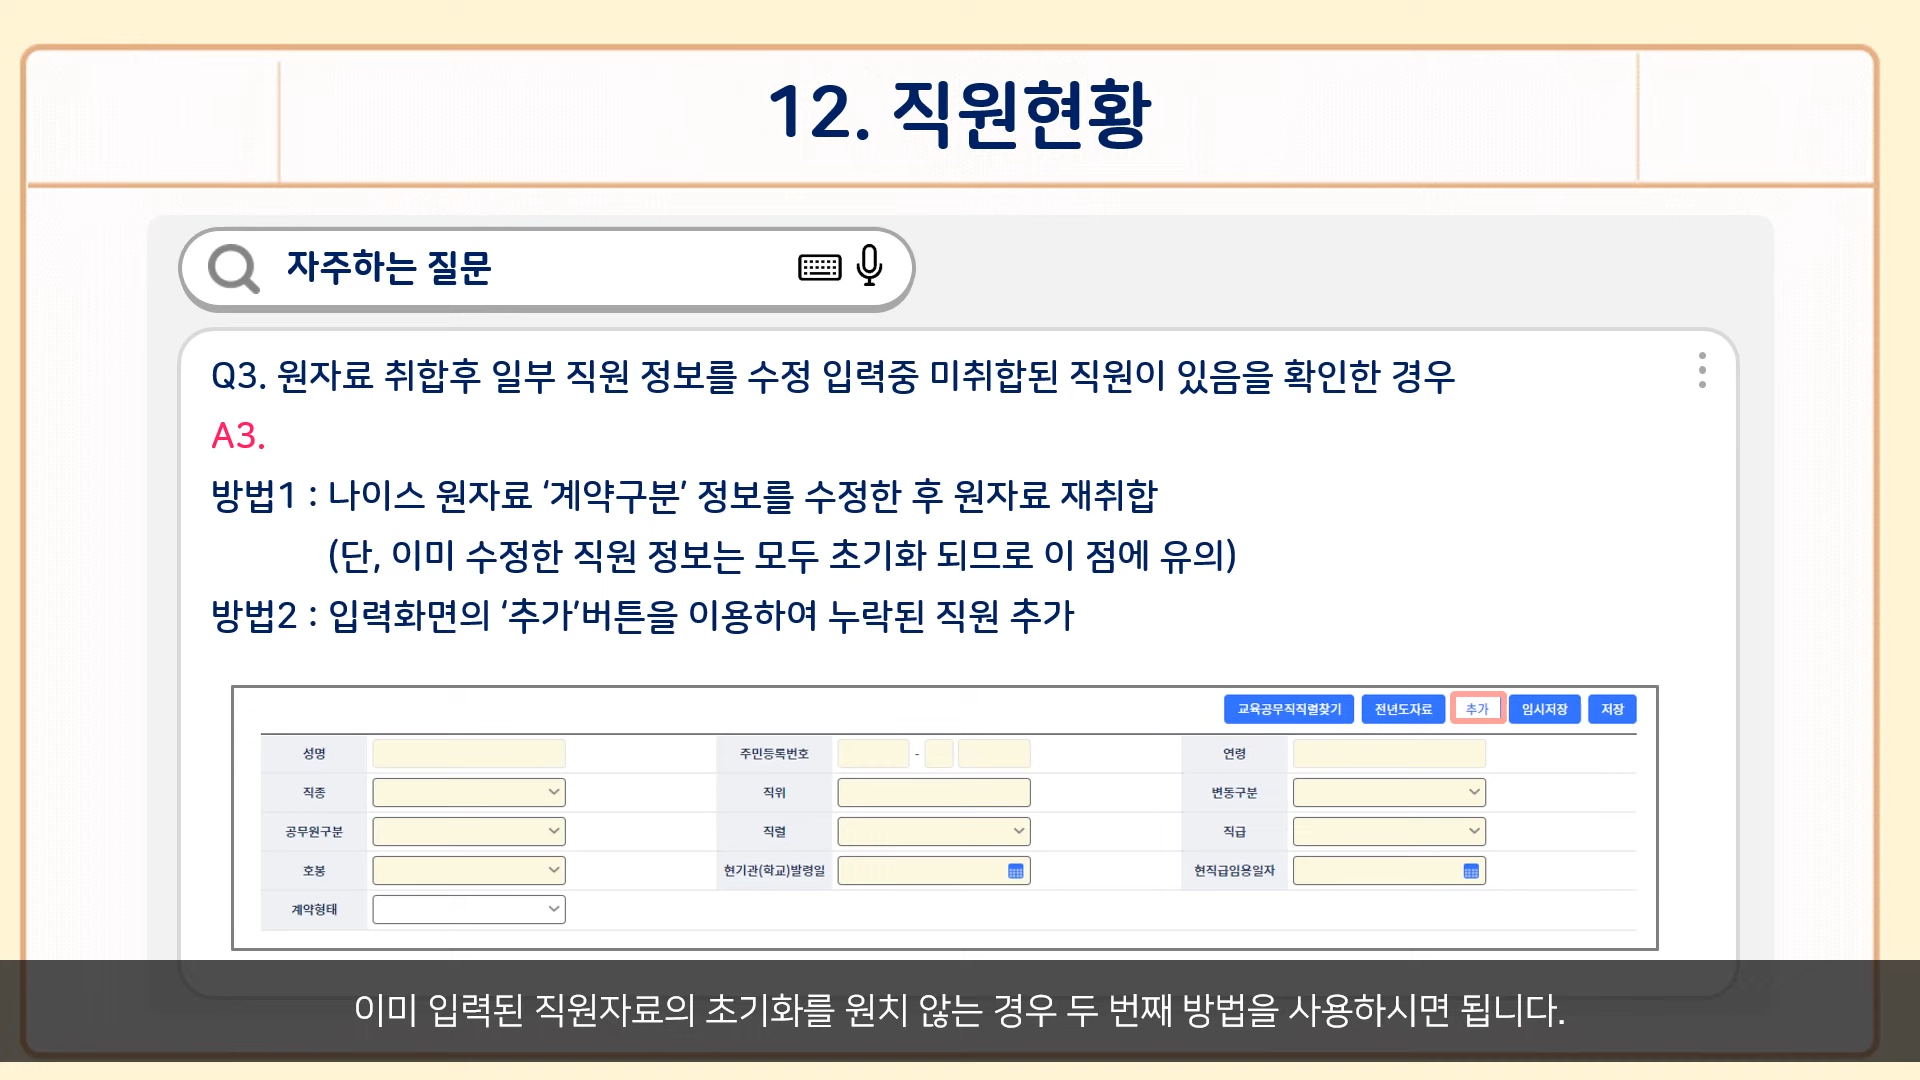 12. 직원현황
자주하는 질문
Q3. 원자료 취합후 일부 직원 정보를 수정 입력중 미취합된 직원이 있음을 확인한 경우
A3.
방법1 : 나이스 원자료 ‘계약구분’ 정보를 수정한 후 원자료 재취합
(단, 이미 수정한 직원 정보는 모두 초기화 되므로 이 점에 유의)
방법2 : 입력화면의 ‘추가’버튼을 이용하여 누락된 직원 추가
교육공무직직렬찾기 전년도자료 추가 임시저장 저장
성명 주민등록번호 - 연령
직종 직위 변동구분
공무원구분 직렬 직급
호봉 현기관(학교)발령일 현직급임용일자
계약형태
이미 입력된 직원자료의 초기화를 원치 않는 경우 두 번째 방법을 사용하시면 됩니다.